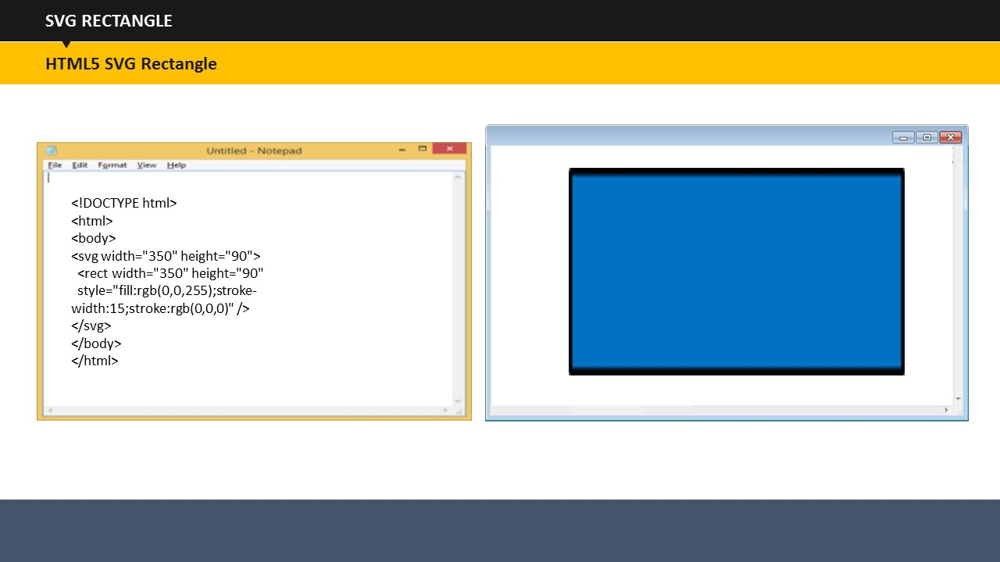 SVG RECTANGLE
HTML5 SVG Rectangle
Untitled - Notepad
File Edit Format View Help
<!DOCTYPE html>
<html>
<body>
<svg width="350" height="90">
<rect width="350" height="90"
style="fill:rgb(0,0,255);stroke-
width:15;stroke:rgb(0,0,0)" />
</svg>
</body>
</html>